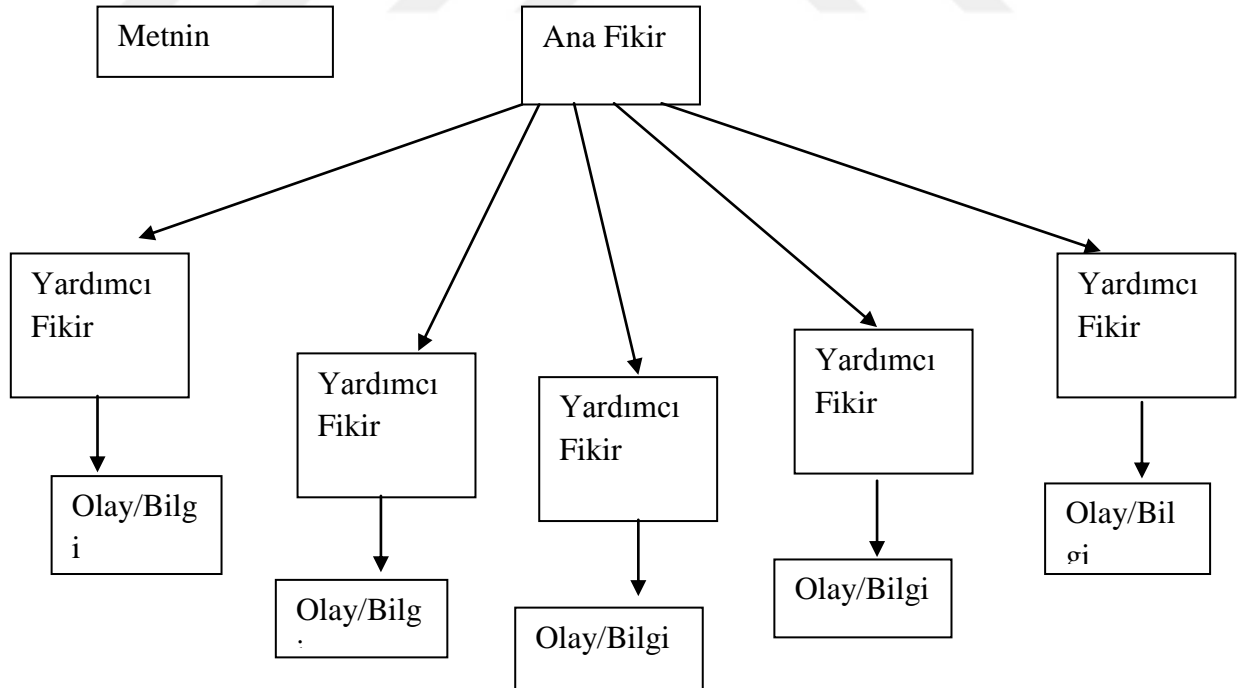 Metnin
Ana Fikir
Yardımcı
Fikir
Yardımcı
Fikir
Yardımcı
Fikir
Yardımcı
Fikir
Yardımcı
Fikir
Olay/Bilg
i
Olay/Bilg
Olay/Bilgi
Olay/Bilgi
Olay/Bil
gi